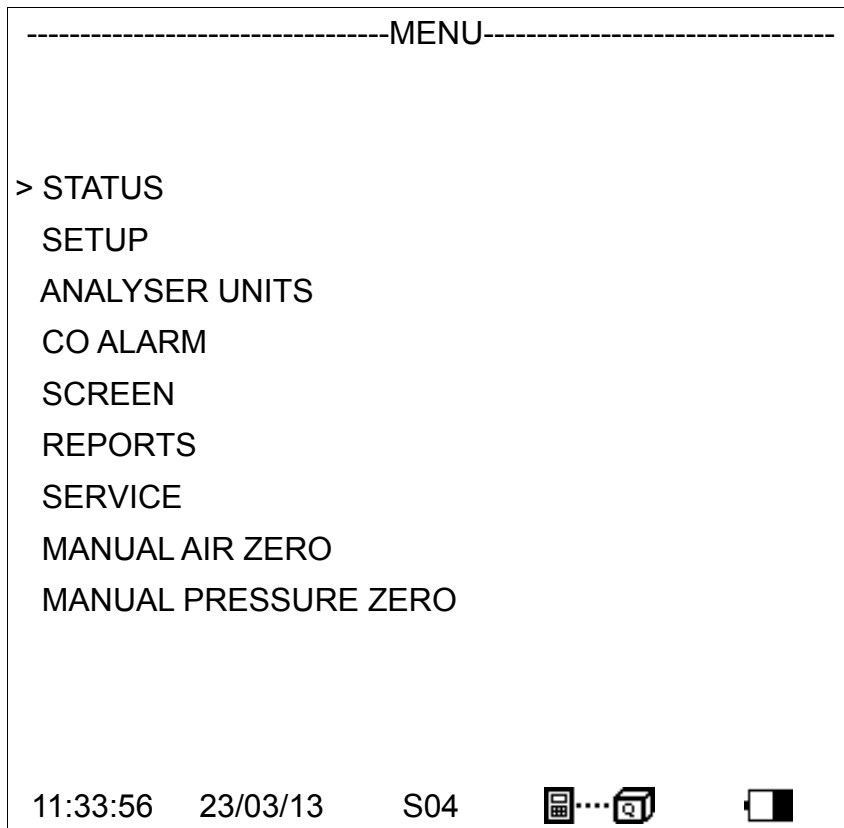 ---------------------------------MENU---------------------------------
> STATUS
SETUP
ANALYSER UNITS
CO ALARM
SCREEN
REPORTS
SERVICE
MANUAL AIR ZERO
MANUAL PRESSURE ZERO
11:33:56 23/03/13 S04 Q